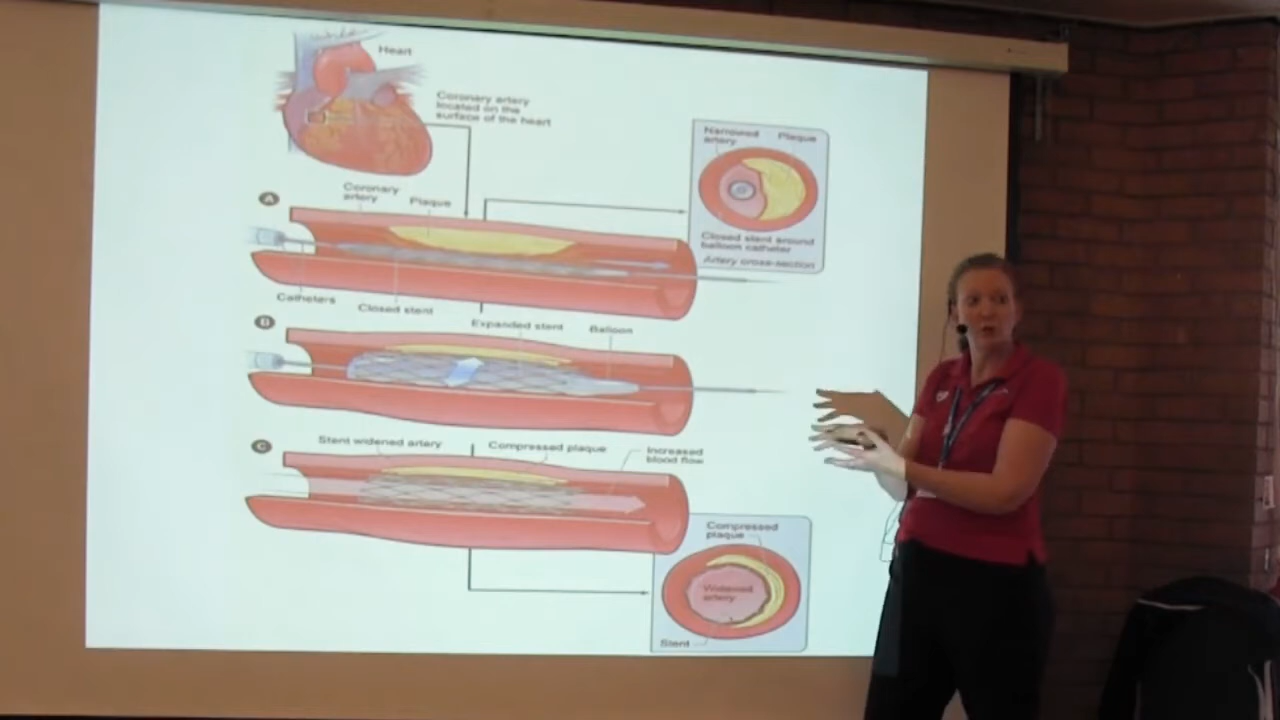 Heart
Coronary artery
located on the
surface of the heart
Narrowed
artery
Plaque
Closed stent around
balloon catheter
Artery cross-section
A
Coronary
artery
Plaque
Catheters
Closed stent
B
Expanded stent
Balloon
C
Stent widened artery
Compressed plaque
Increased
blood flow
Compressed
plaque
Widened
artery
Stent